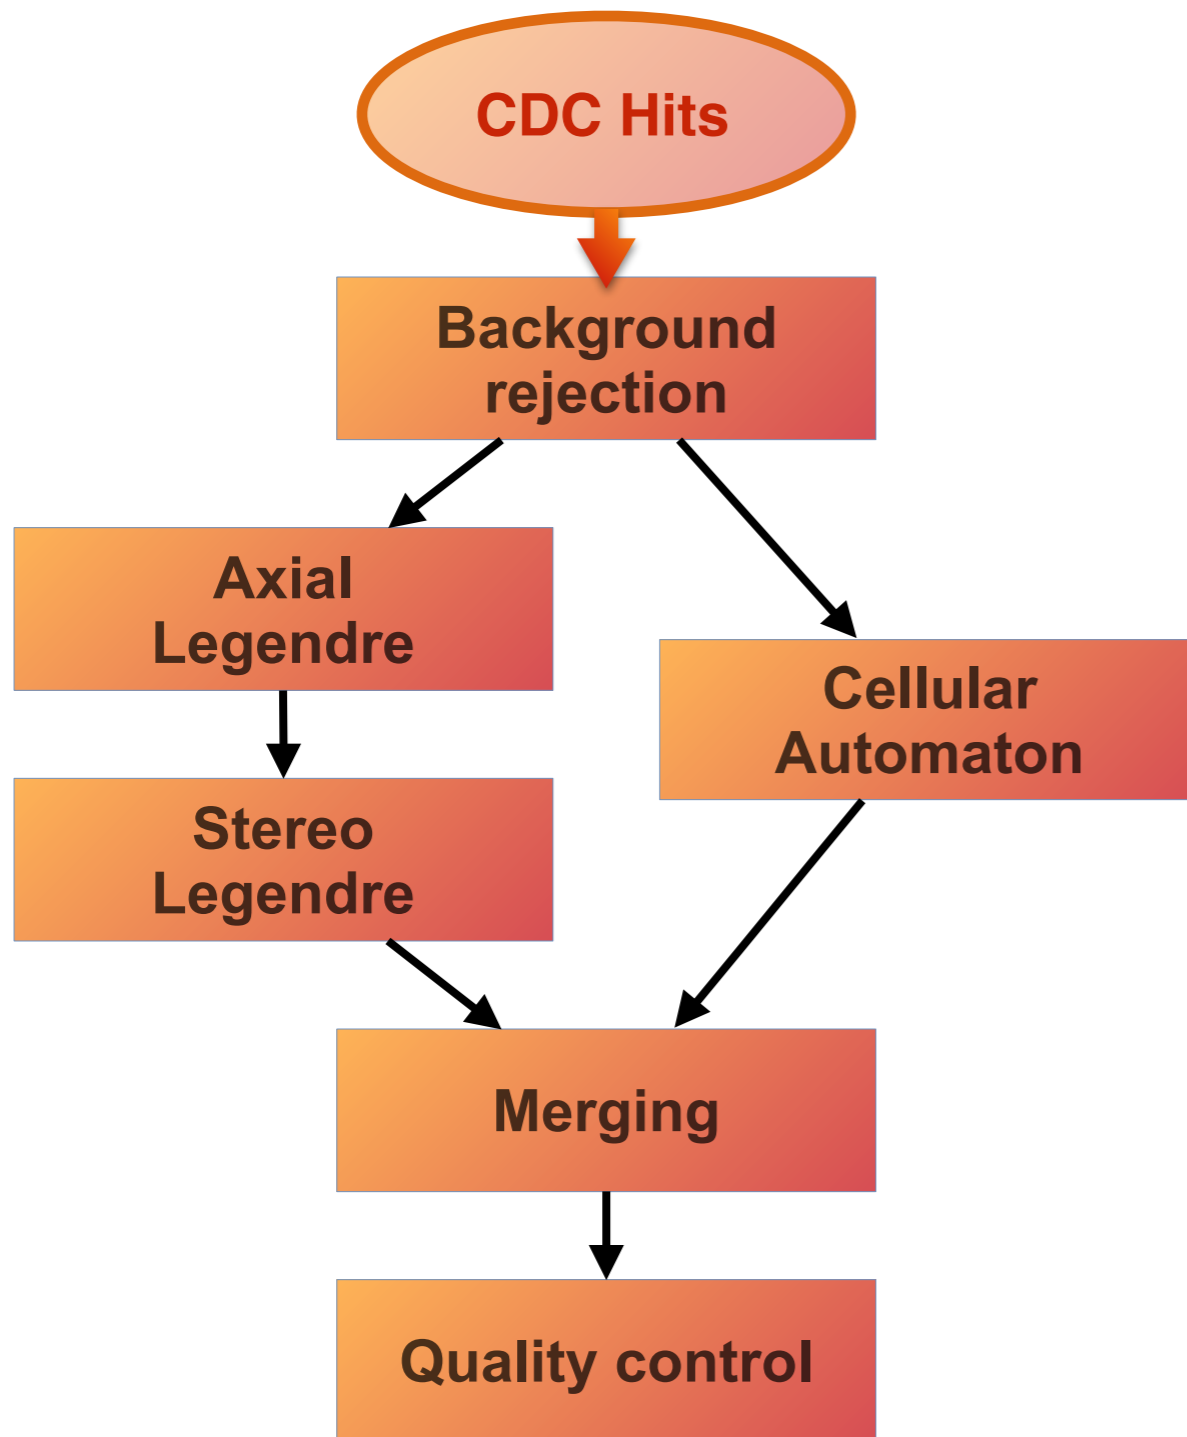 CDC Hits
Background
rejection
Axial
Legendre
Cellular
Automaton
Stereo
Legendre
Merging
Quality control